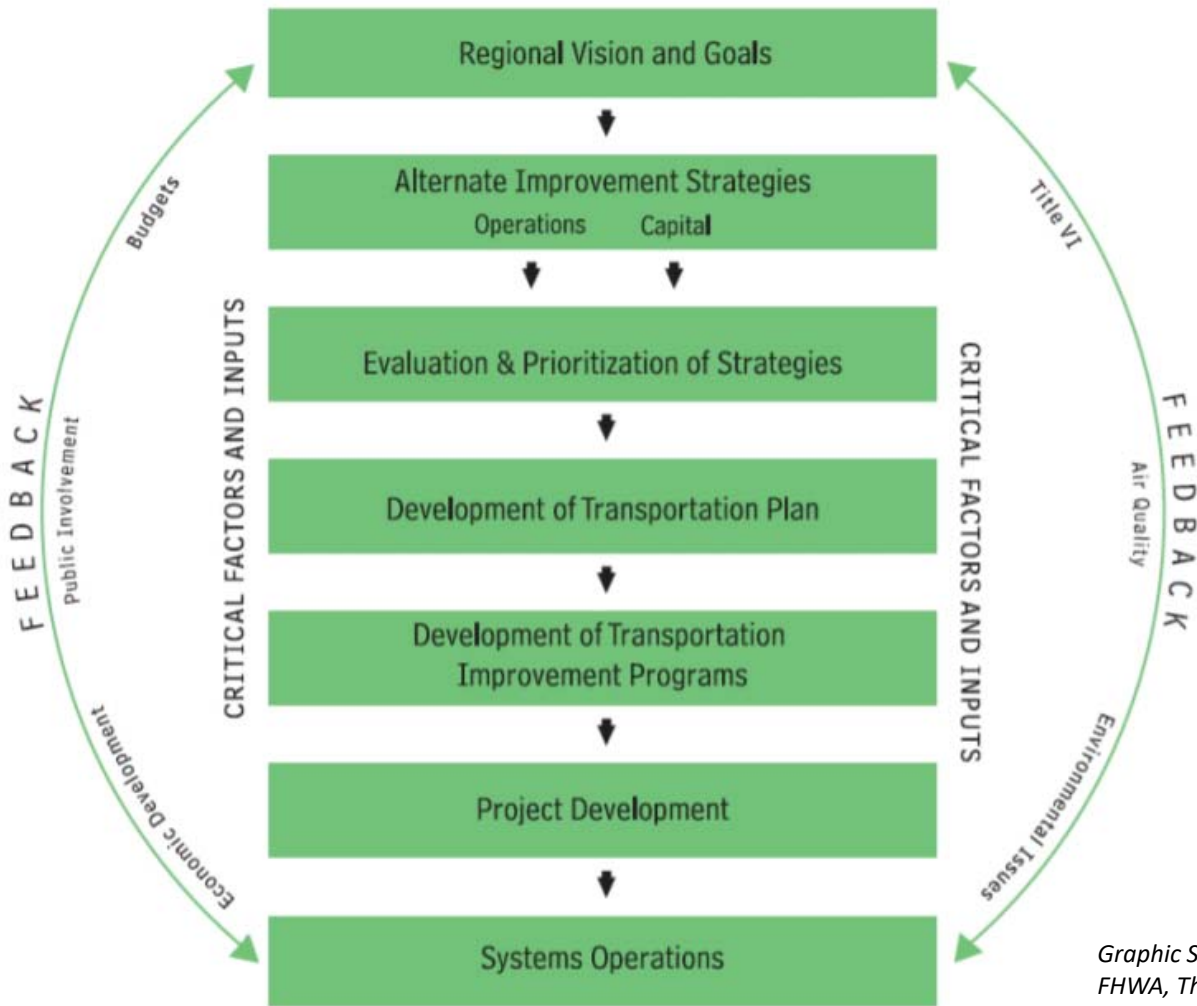 Regional Vision and Goals
Alternate Improvement Strategies
Operations Capital
Evaluation & Prioritization of Strategies
Development of Transportation Plan
Development of Transportation
Improvement Programs
Project Development
Systems Operations
FEEDBACK
Budgets
Public Involvement
Economic Development
CRITICAL FACTORS AND INPUTS
CRITICAL FACTORS AND INPUTS
Title VI
Air Quality
Environmental Issues
FEEDBACK
Graphic S
FHWA, Th